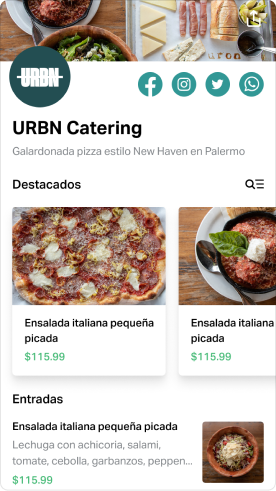 URBN
URBN Catering
Galardonada pizza estilo New Haven en Palermo
Destacados
Ensalada italiana pequeña
picada
$115.99
Ensalada italiana
picada
$115.99
Entradas
Ensalada italiana pequeña picada
Lechuga con achicoria, salami,
tomate, cebolla, garbanzos, peppen...
$115.99